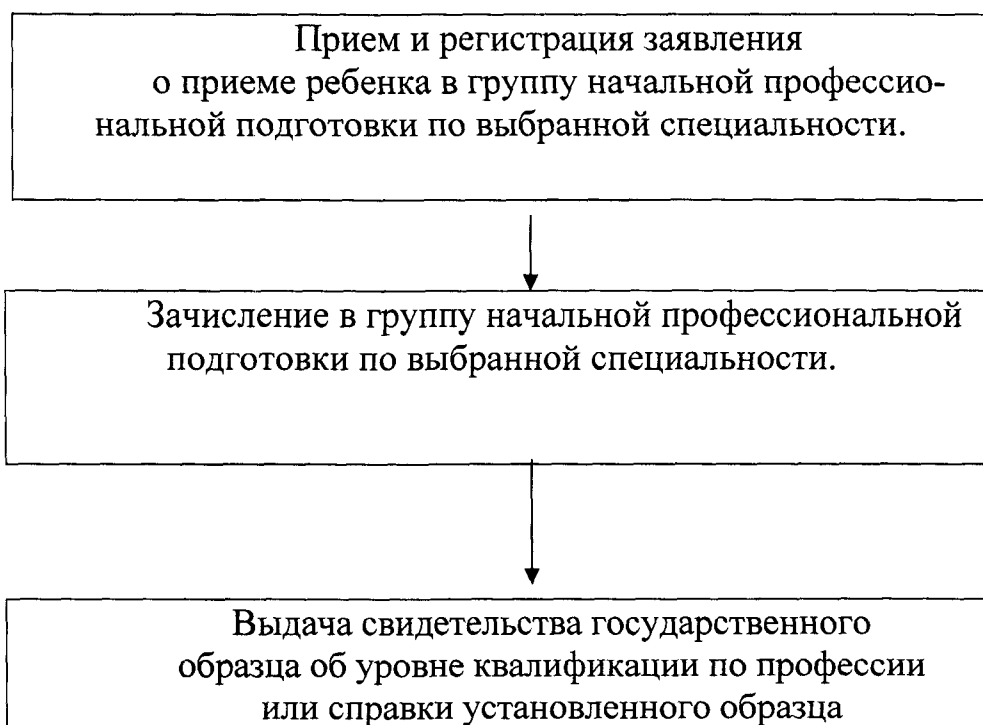 Прием и регистрация заявления
о приеме ребенка в группу начальной профессио-
нальной подготовки по выбранной специальности.
Зачисление в группу начальной профессиональной
подготовки по выбранной специальности.
Выдача свидетельства государственного
образца об уровне квалификации по профессии
или справки установленного образца